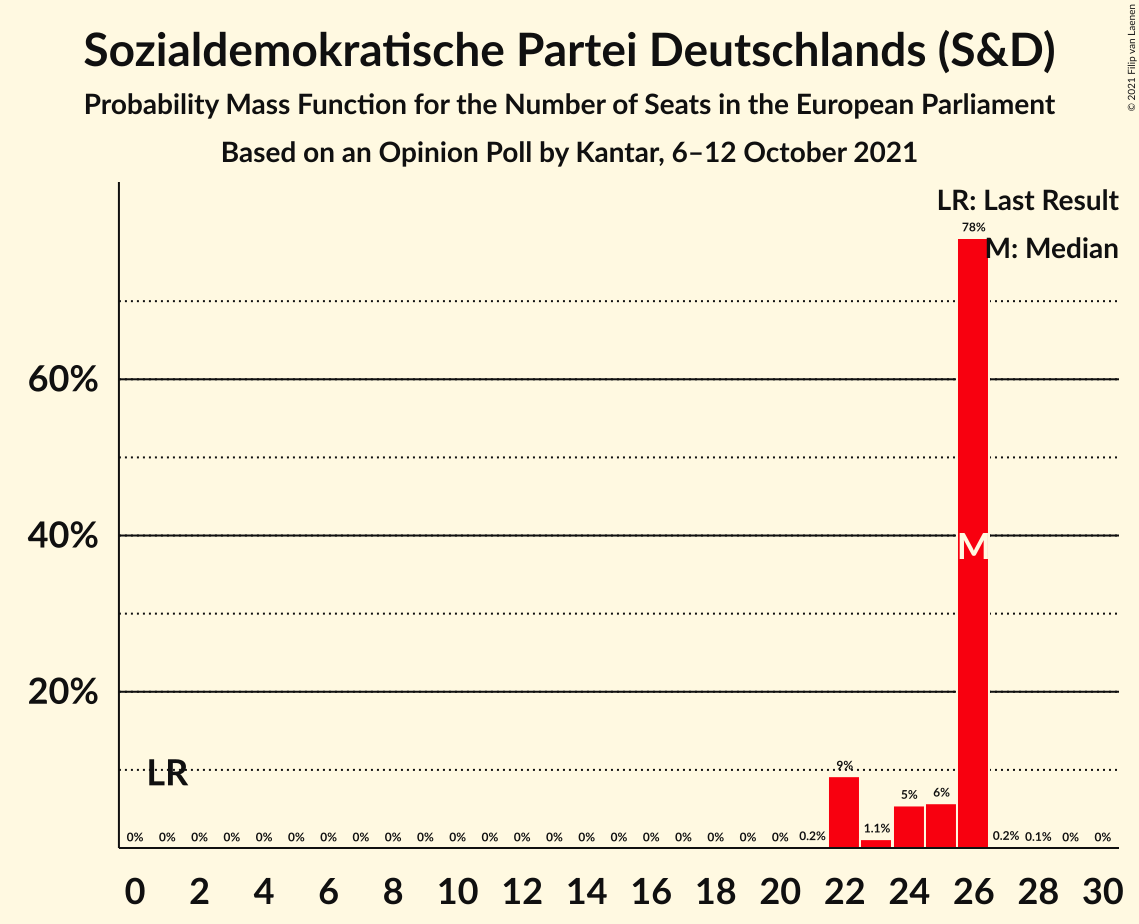 Sozialdemokratische Partei Deutschlands (S&D)
Probability Mass Function for the Number of Seats in the European Parliament
Based on an Opinion Poll by Kantar, 6–12 October 2021
© 2021 Filip van Laenen
LR: Last Result
M: Median
78%
60%
40%
M
20%
LR
0% 0% 0% 0% 0% 0% 0% 0% 0% 0% 0% 0% 0% 0% 0% 0% 0% 0% 0% 0% 0% 0.2% 9% 1.1% 5% 6% 0.2% 0.1% 0% 0%
0 2 4 6 8 10 12 14 16 18 20 22 24 26 28 30